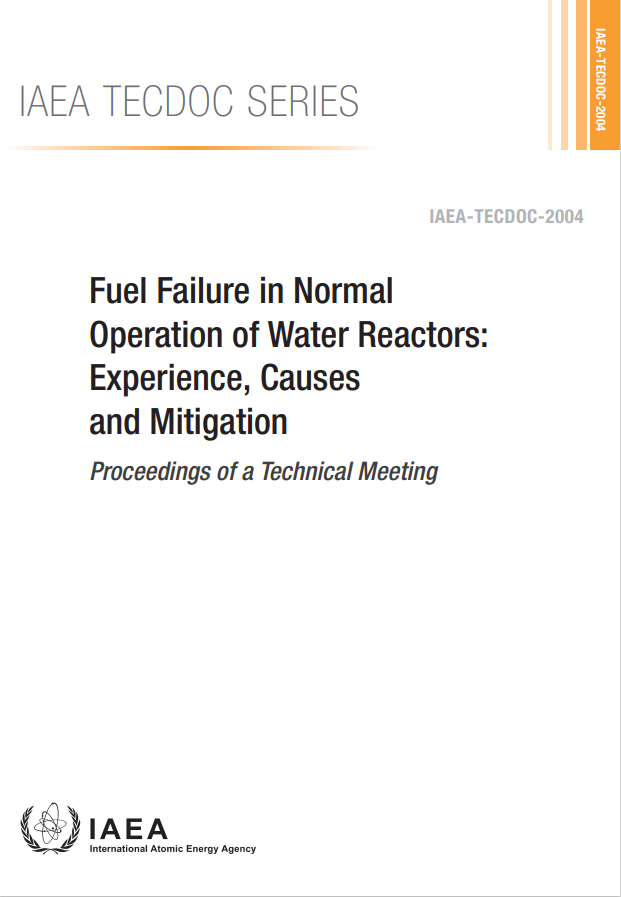 IAEA-TECDOC-2004
IAEA TECDOC SERIES
IAEA-TECDOC-2004
Fuel Failure in Normal
Operation of Water Reactors:
Experience, Causes
and Mitigation
Proceedings of a Technical Meeting
IAEA
International Atomic Energy Agency